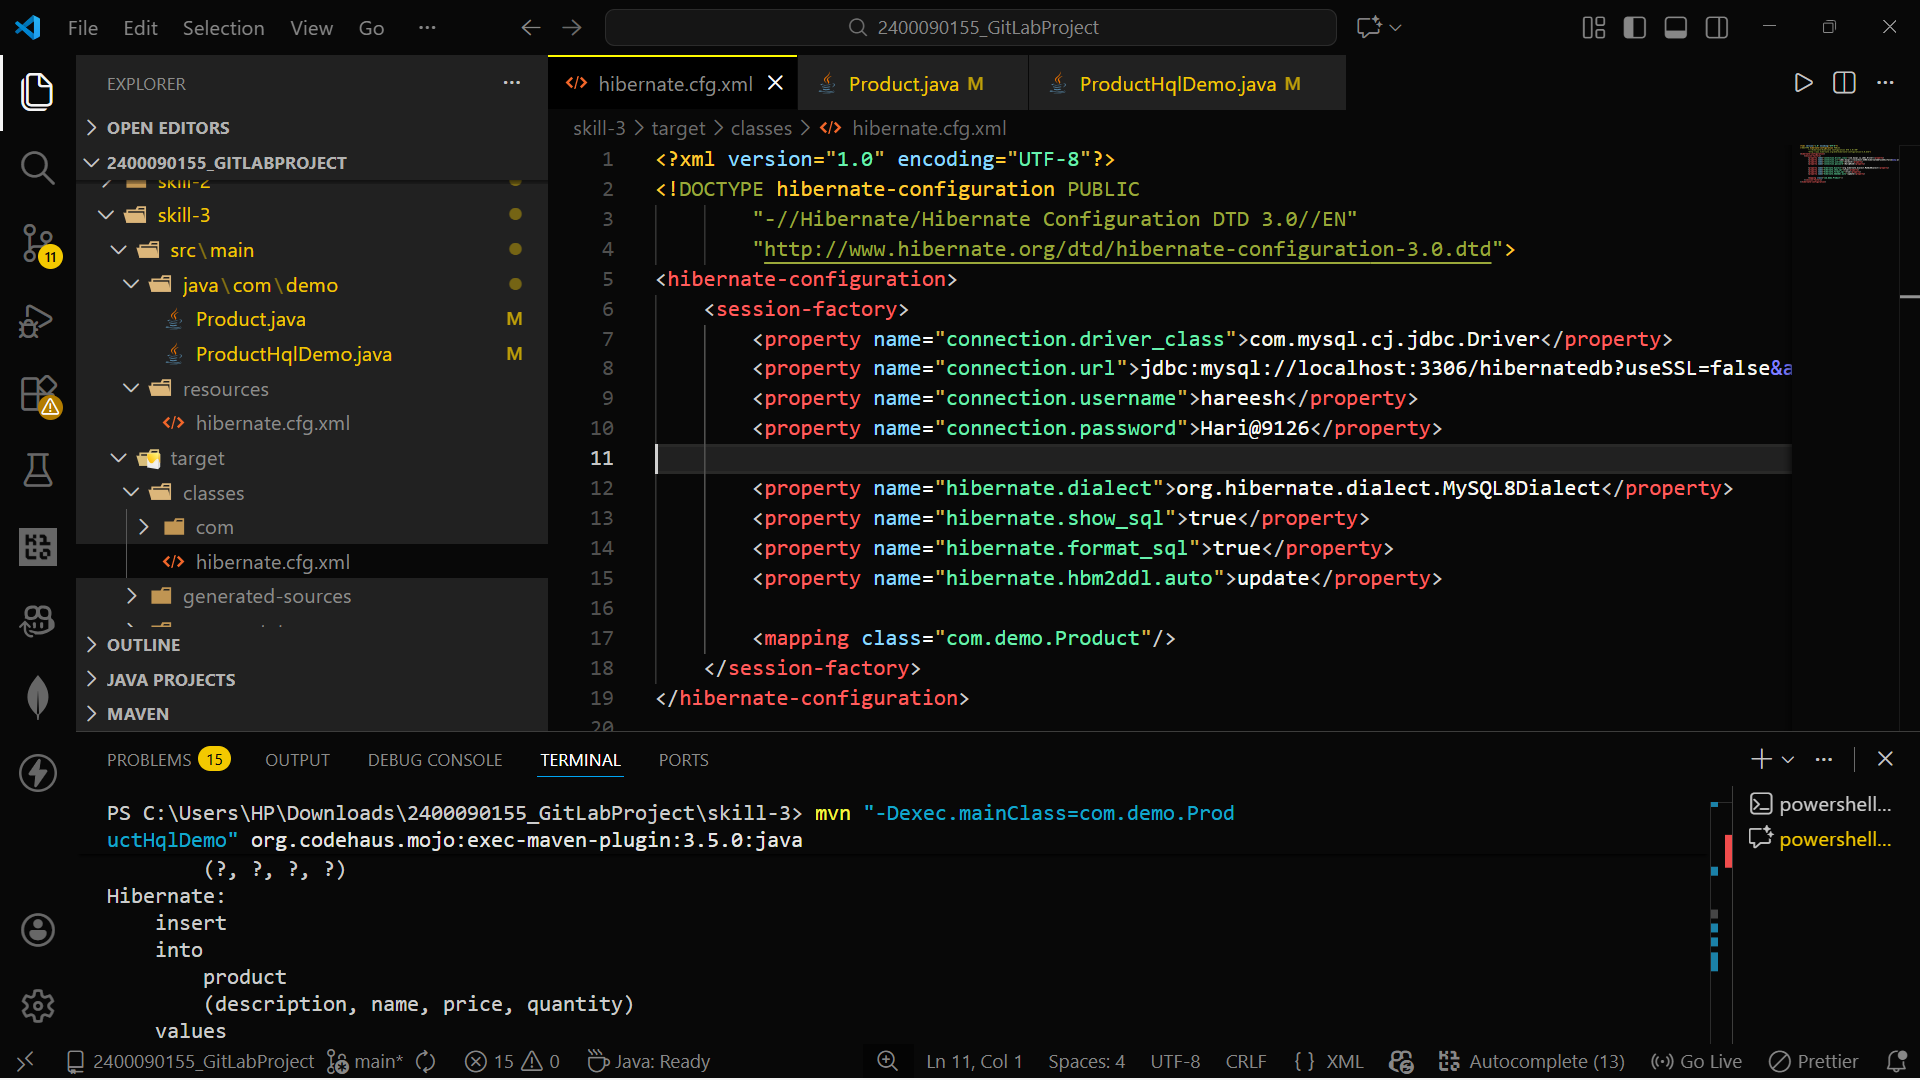 File Edit Selection View Go ···
2400090155_GitLabProject
EXPLORER ···
OPEN EDITORS
2400090155_GITLABPROJECT
skill-2
skill-3
src\main
java\com\demo
Product.java M
ProductHqlDemo.java M
resources
hibernate.cfg.xml
target
classes
com
hibernate.cfg.xml
generated-sources
OUTLINE
JAVA PROJECTS
MAVEN
11
hibernate.cfg.xml
Product.java M
ProductHqlDemo.java M
skill-3 > target > classes > hibernate.cfg.xml
1 <?xml version="1.0" encoding="UTF-8"?>
2 <!DOCTYPE hibernate-configuration PUBLIC
3 "-//Hibernate/Hibernate Configuration DTD 3.0//EN"
4 "http://www.hibernate.org/dtd/hibernate-configuration-3.0.dtd">
5 <hibernate-configuration>
6 <session-factory>
7 <property name="connection.driver_class">com.mysql.cj.jdbc.Driver</property>
8 <property name="connection.url">jdbc:mysql://localhost:3306/hibernatedb?useSSL=false&a
9 <property name="connection.username">hareesh</property>
10 <property name="connection.password">Hari@9126</property>
11
12 <property name="hibernate.dialect">org.hibernate.dialect.MySQL8Dialect</property>
13 <property name="hibernate.show_sql">true</property>
14 <property name="hibernate.format_sql">true</property>
15 <property name="hibernate.hbm2ddl.auto">update</property>
16
17 <mapping class="com.demo.Product"/>
18 </session-factory>
19 </hibernate-configuration>
20
PROBLEMS 15 OUTPUT DEBUG CONSOLE TERMINAL PORTS
PS C:\Users\HP\Downloads\2400090155_GitLabProject\skill-3> mvn "-Dexec.mainClass=com.demo.Prod
uctHqlDemo" org.codehaus.mojo:exec-maven-plugin:3.5.0:java
(?, ?, ?, ?)
Hibernate:
insert
into
product
(description, name, price, quantity)
values
powershell...
powershell...
2400090155_GitLabProject main* 15 0 Java: Ready Ln 11, Col 1 Spaces: 4 UTF-8 CRLF { } XML Autocomplete (13) Go Live Prettier